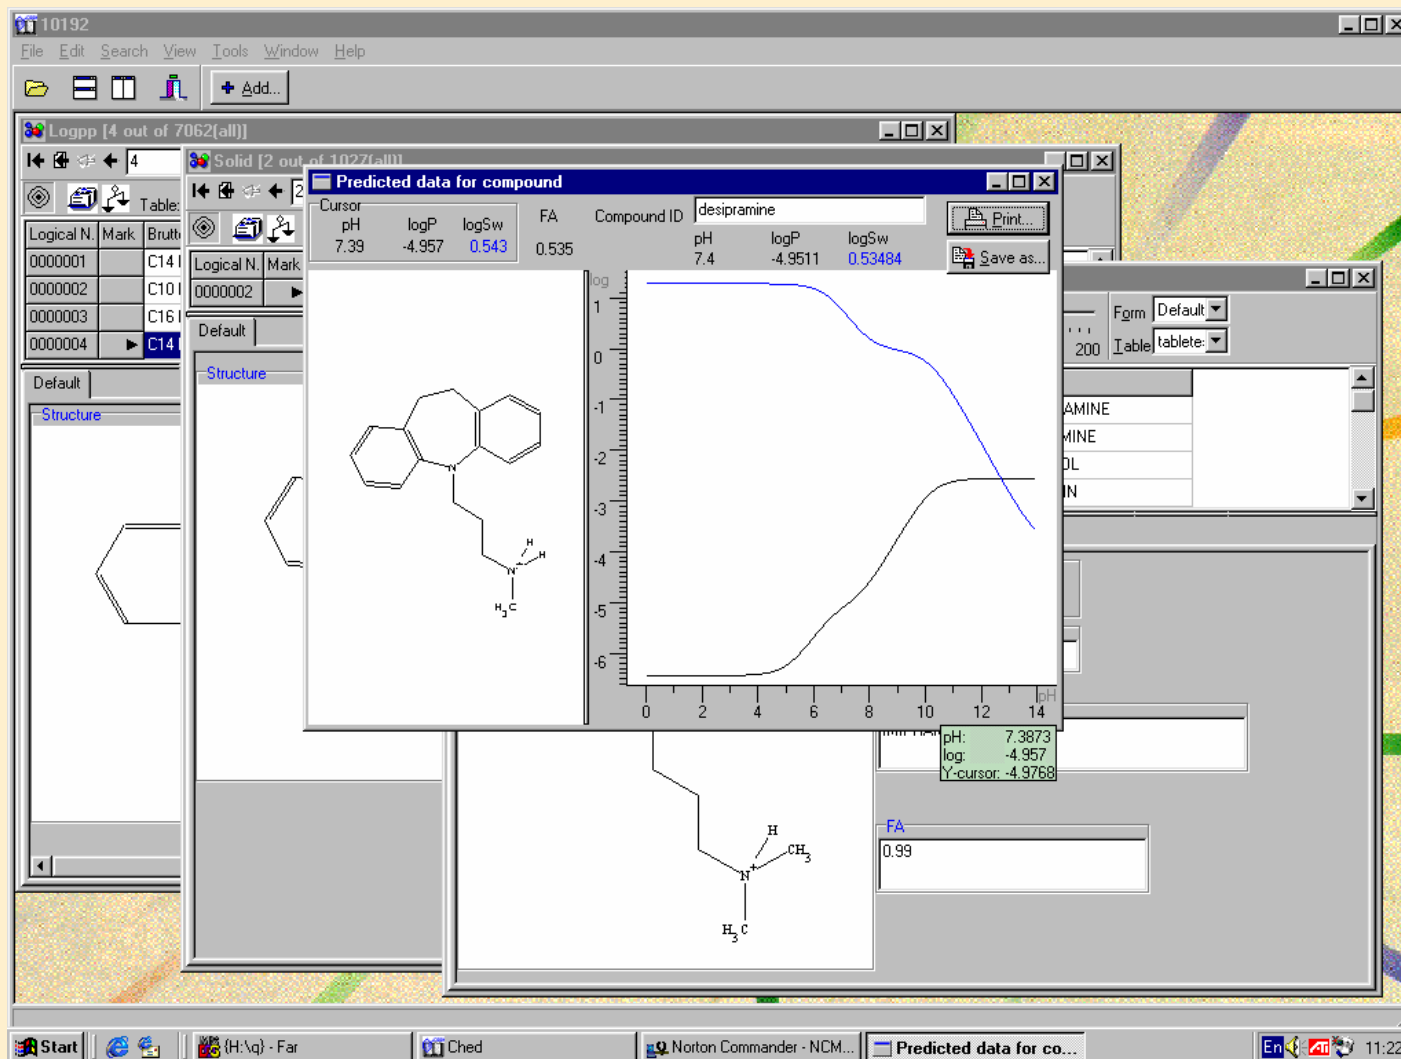 10192
File Edit Search View Tools Window Help
Add...
Logpp [4 out of 7062(all)]
4
Table:
Logical N. Mark Brutt
0000001 C14
0000002 C10
0000003 C16
0000004 C14
Default
Structure
Solid [2 out of 1027(all)]
2
Logical N. Mark
0000002
Default
Structure
Predicted data for compound
Cursor
pH logP logSw FA
7.39 -4.957 0.543 0.535
Compound ID desipramine
pH logP logSw
7.4 -4.9511 0.53484
Print...
Save as...
N
H
H
N+
H3C
log
1
0
-1
-2
-3
-4
-5
-6
pH
0 2 4 6 8 10 12 14
pH: 7.3873
log: -4.957
Y-cursor: -4.9768
200
Form Default
Table tablete:
AMINE
MINE
OL
IN
H
N+
CH3
H3C
FA
0.99
Start
{H:\q} - Far
Ched
Norton Commander - NCM...
Predicted data for co...
En
ATI
11:22